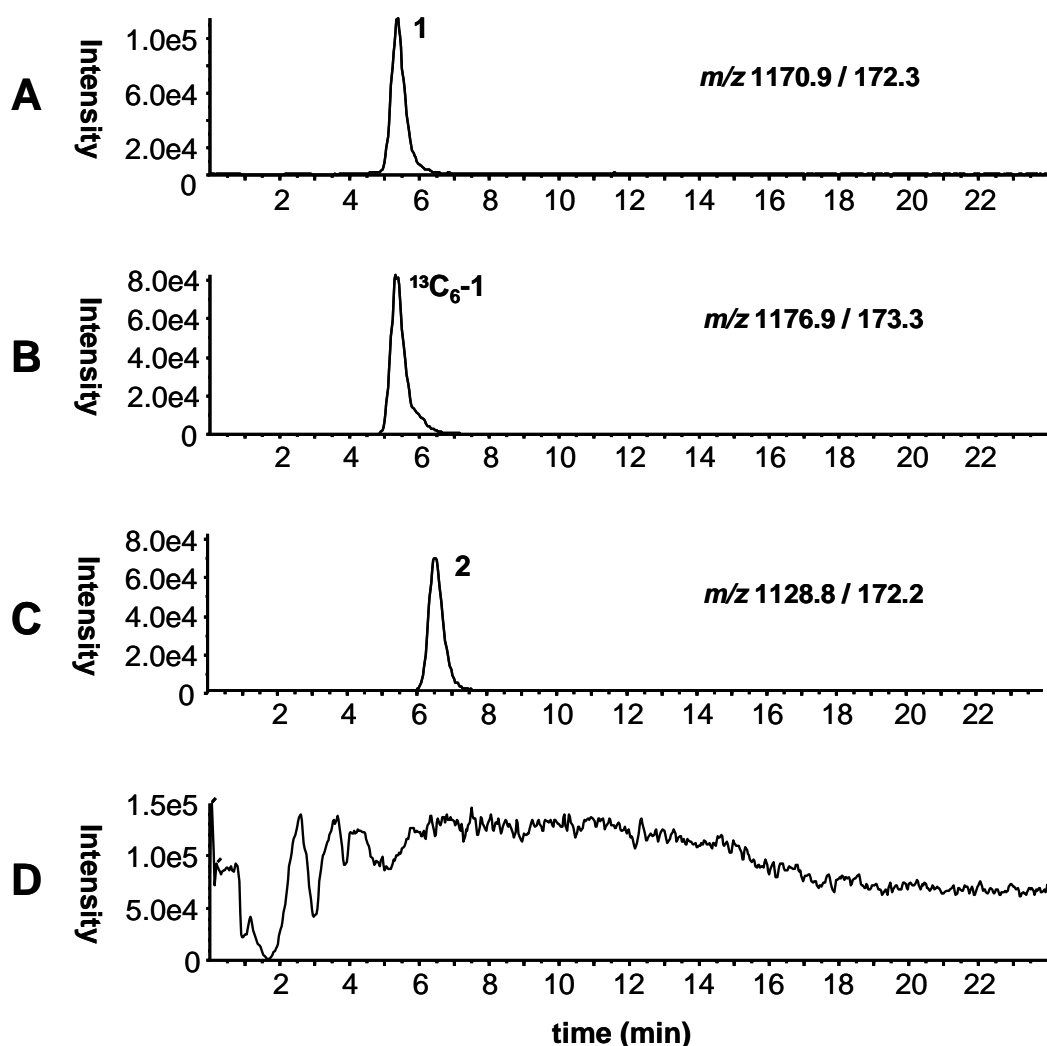 A
Intensity
1.0e5
6.0e4
2.0e4
0
1
m/z 1170.9 / 172.3
2 4 6 8 10 12 14 16 18 20 22
B
Intensity
8.0e4
6.0e4
4.0e4
2.0e4
0
¹³C₆-1
m/z 1176.9 / 173.3
2 4 6 8 10 12 14 16 18 20 22
C
Intensity
8.0e4
6.0e4
4.0e4
2.0e4
0
2
m/z 1128.8 / 172.2
2 4 6 8 10 12 14 16 18 20 22
D
Intensity
1.5e5
1.0e5
5.0e4
0
2 4 6 8 10 12 14 16 18 20 22
time (min)